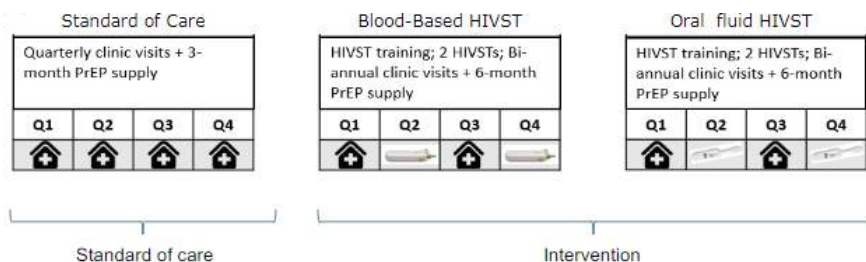 Standard of Care
Quarterly clinic visits + 3-
month PrEP supply
Q1 Q2 Q3 Q4
Blood-Based HIVST
HIVST training; 2 HIVSTs; Bi-
annual clinic visits + 6-month
PrEP supply
Q1 Q2 Q3 Q4
Oral fluid HIVST
HIVST training; 2 HIVSTs; Bi-
annual clinic visits + 6-month
PrEP supply
Q1 Q2 Q3 Q4
Standard of care
Intervention